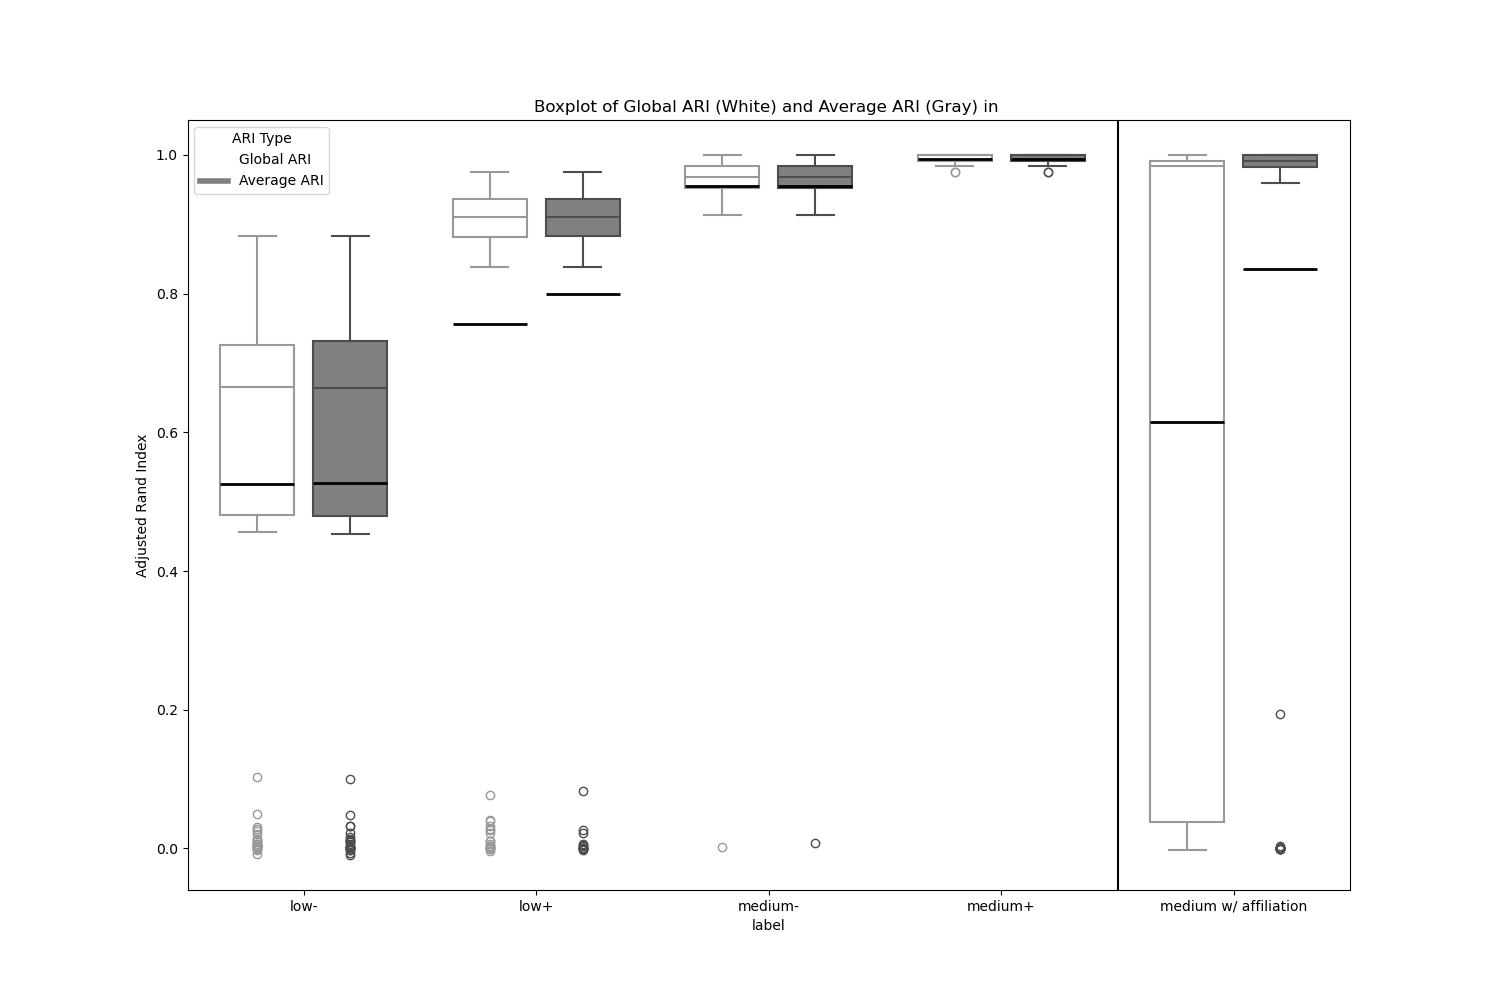 Boxplot of Global ARI (White) and Average ARI (Gray) in
ARI Type
Global ARI
Average ARI
Adjusted Rand Index
1.0
0.8
0.6
0.4
0.2
0.0
low-
low+
medium-
medium+
medium w/ affiliation
label